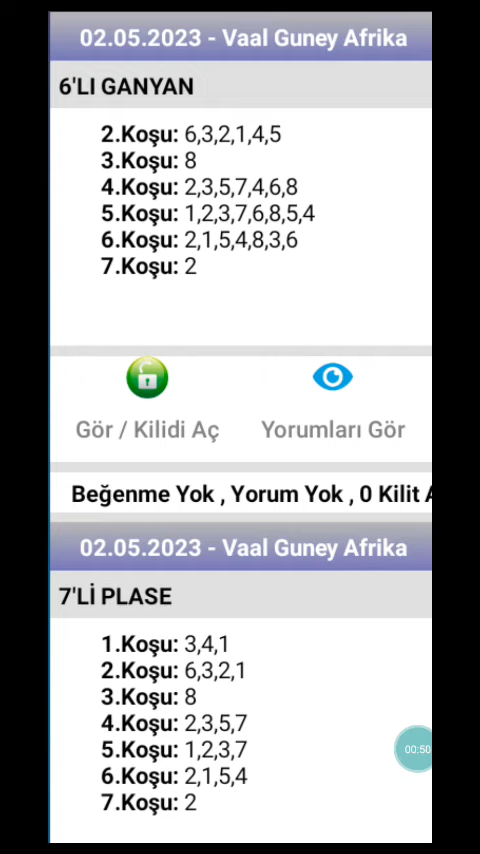 02.05.2023 - Vaal Guney Afrika
6'LI GANYAN
2.Koşu: 6,3,2,1,4,5
3.Koşu: 8
4.Koşu: 2,3,5,7,4,6,8
5.Koşu: 1,2,3,7,6,8,5,4
6.Koşu: 2,1,5,4,8,3,6
7.Koşu: 2
Gör / Kilidi Aç
Yorumları Gör
Beğenme Yok , Yorum Yok , 0 Kilit
02.05.2023 - Vaal Guney Afrika
7'Lİ PLASE
1.Koşu: 3,4,1
2.Koşu: 6,3,2,1
3.Koşu: 8
4.Koşu: 2,3,5,7
5.Koşu: 1,2,3,7
00:50
6.Koşu: 2,1,5,4
7.Koşu: 2